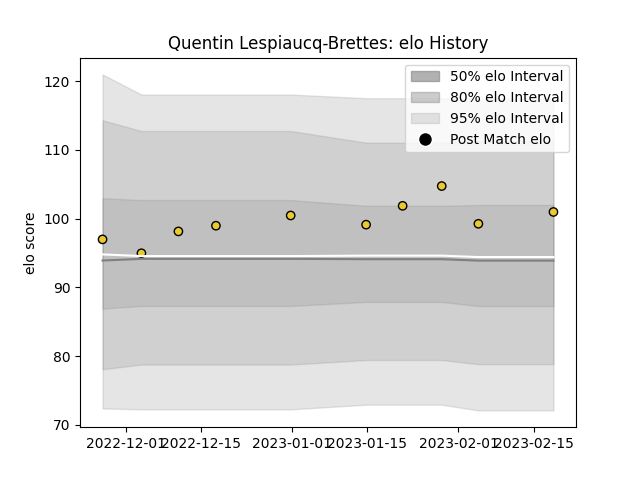 Quentin Lespiaucq-Brettes: elo History
120
110
100
90
80
70
elo score
50% elo Interval
80% elo Interval
95% elo Interval
Post Match elo
2022-12-01 2022-12-15 2023-01-01 2023-01-15 2023-02-01 2023-02-15